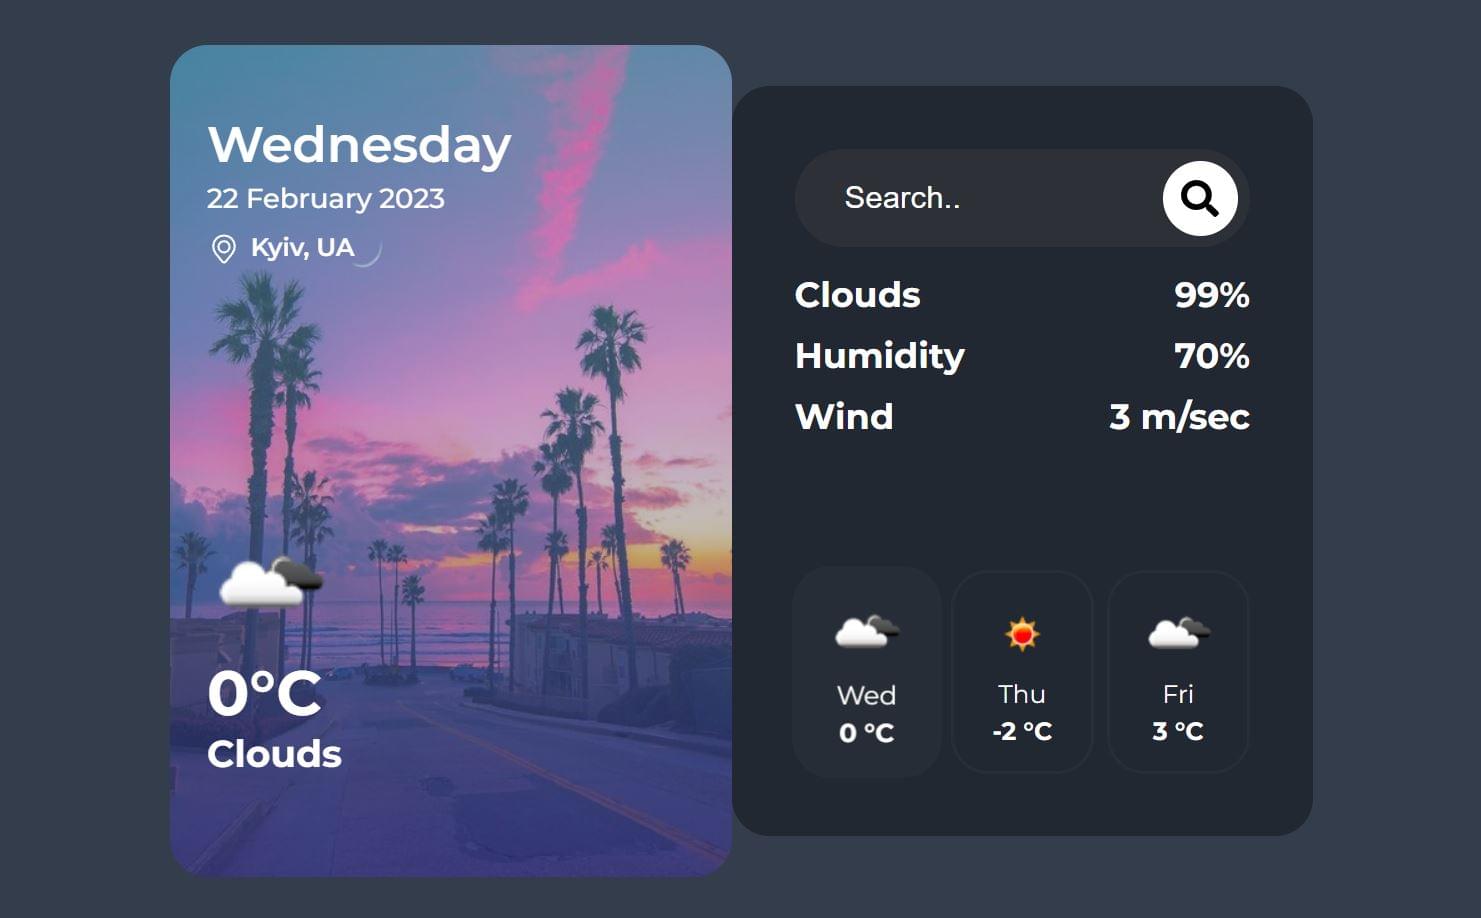 Wednesday
22 February 2023
Kyiv, UA
0°C
Clouds
Search..
Clouds 99%
Humidity 70%
Wind 3 m/sec
Wed Thu Fri
0 °C -2 °C 3 °C